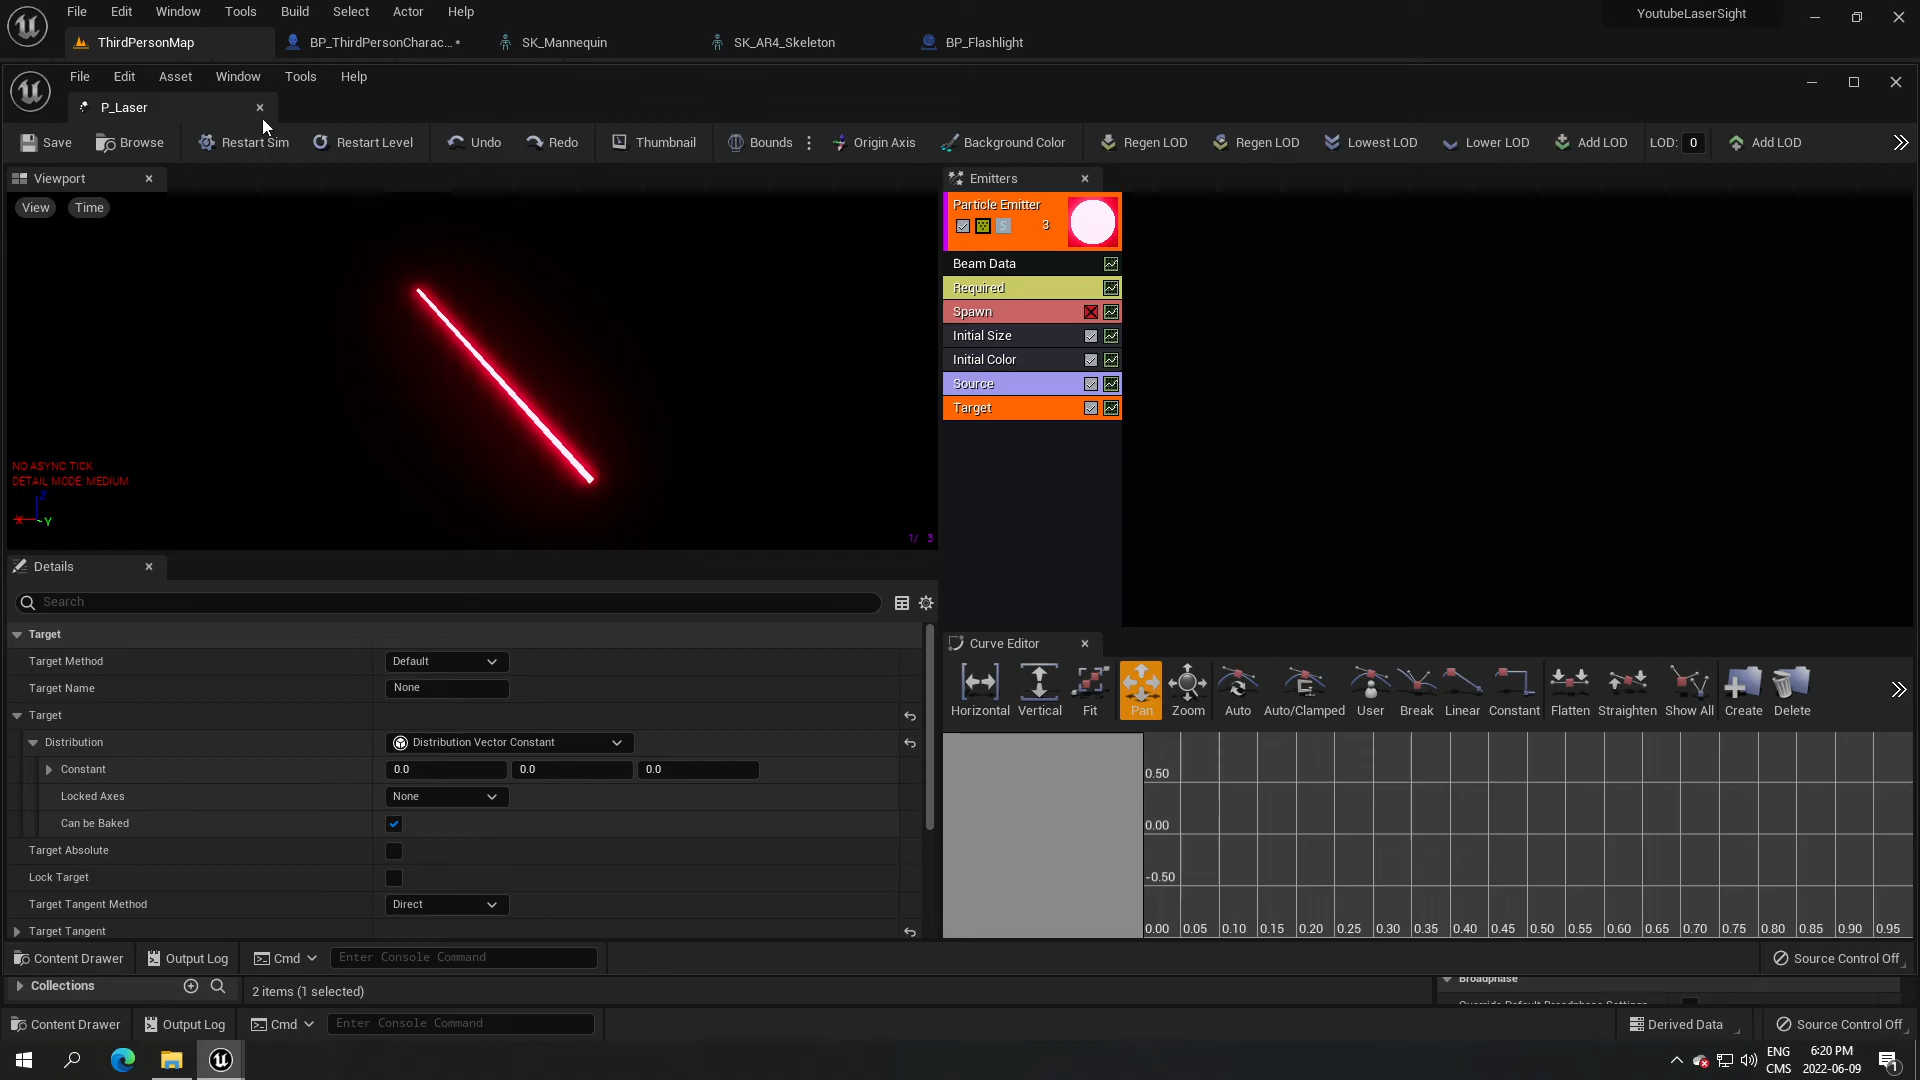 File Edit Window Tools Build Select Actor Help
YoutubeLaserSight
ThirdPersonMap BP_ThirdPersonCharac... * SK_Mannequin SK_AR4_Skeleton BP_Flashlight
File Edit Asset Window Tools Help
P_Laser
Save Browse Restart Sim Restart Level Undo Redo Thumbnail Bounds Origin Axis Background Color Regen LOD Regen LOD Lowest LOD Lower LOD Add LOD LOD: 0 Add LOD
Viewport
View Time
NO ASYNC TICK
DETAIL MODE: MEDIUM
Z
X Y
1/ 3
Emitters
Particle Emitter
S 3
Beam Data
Required
Spawn
Initial Size
Initial Color
Source
Target
Details
Search
Target
Target Method Default
Target Name None
Target
Distribution Distribution Vector Constant
Constant 0.0 0.0 0.0
Locked Axes None
Can be Baked
Target Absolute
Lock Target
Target Tangent Method Direct
Target Tangent
Curve Editor
Horizontal Vertical Fit Pan Zoom Auto Auto/Clamped User Break Linear Constant Flatten Straighten Show All Create Delete
0.50
0.00
-0.50
0.00 0.05 0.10 0.15 0.20 0.25 0.30 0.35 0.40 0.45 0.50 0.55 0.60 0.65 0.70 0.75 0.80 0.85 0.90 0.95
Content Drawer Output Log Cmd Enter Console Command Source Control Off
Collections 2 items (1 selected) Broadphase
Override Default Broadphase Settings
Content Drawer Output Log Cmd Enter Console Command Derived Data Source Control Off
ENG
CMS
6:20 PM
2022-06-09
1